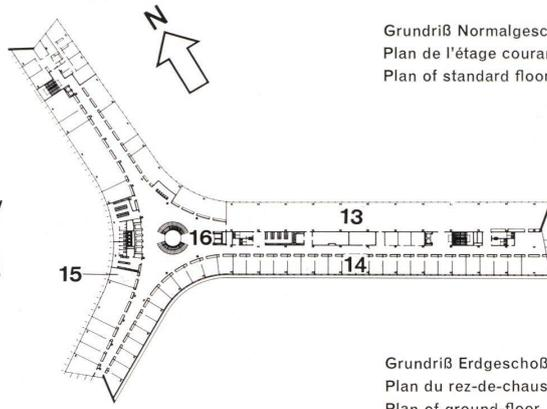 N
Grundriß Normalgesc
Plan de l'étage couran
Plan of standard floor
13
16
14
15
Grundriß Erdgeschoß
Plan du rez-de-chaus
Plan of ground-floor